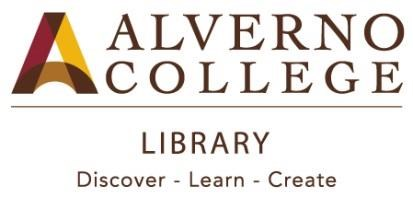 ALVERNO
COLLEGE
LIBRARY
Discover - Learn - Create